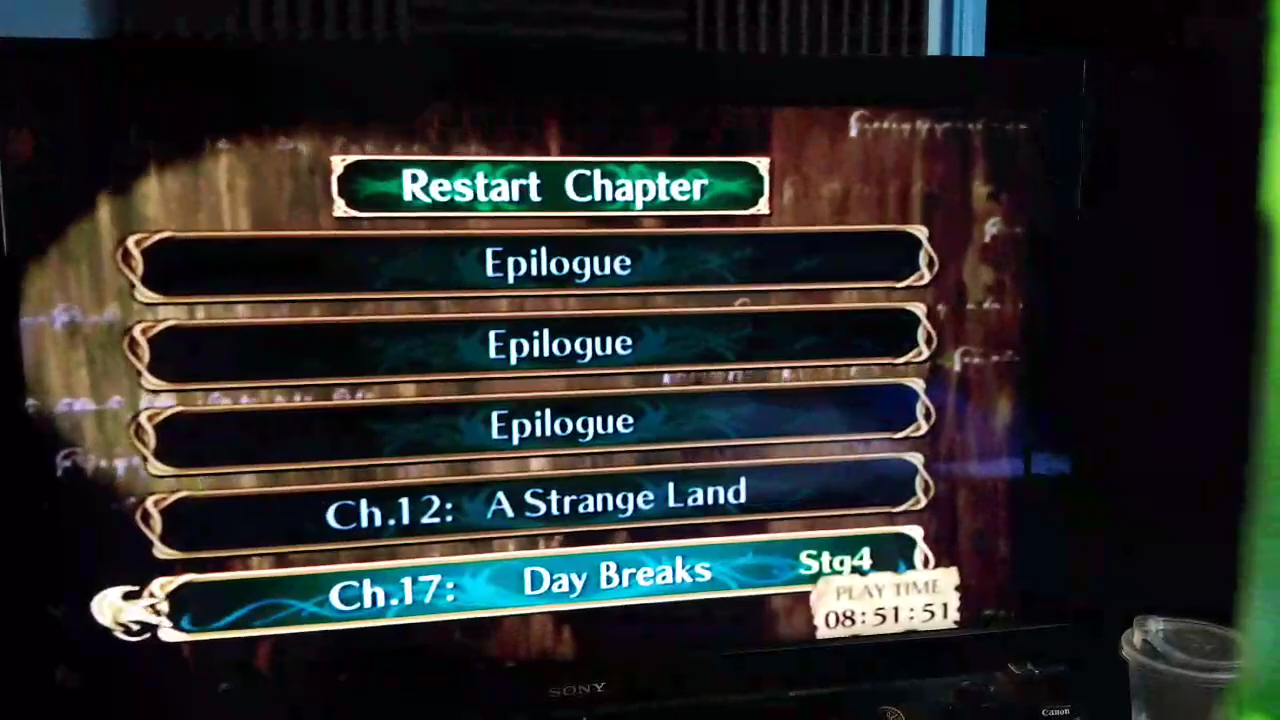 Restart Chapter
Epilogue
Epilogue
Epilogue
Ch.12: A Strange Land
Ch.17: Day Breaks Stg4
PLAY TIME
08:51:51
SONY
Canon